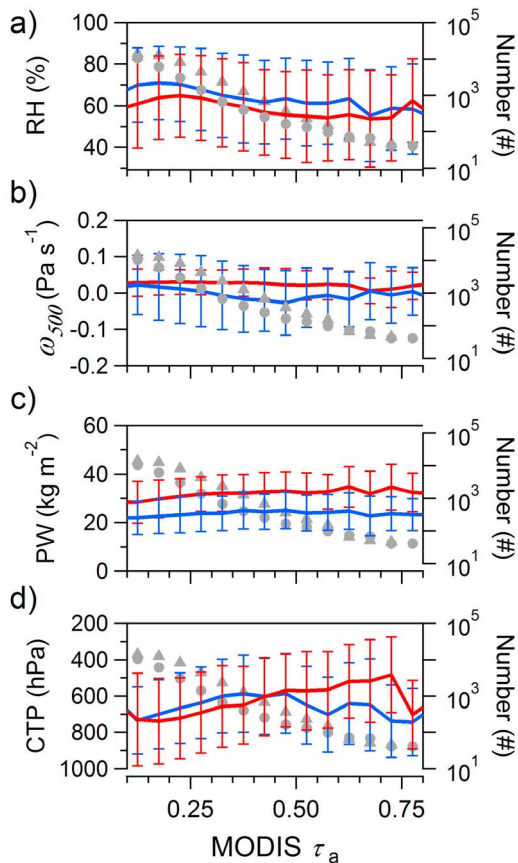 a)
RH (%)
100
80
60
40
10^5
10^3
10^1
Number (#)
b)
ω500 (Pa s-1)
0.2
0.1
0.0
-0.1
-0.2
10^5
10^3
10^1
Number (#)
c)
PW (kg m-2)
60
40
20
0
10^5
10^3
10^1
Number (#)
d)
CTP (hPa)
200
400
600
800
1000
10^5
10^3
10^1
Number (#)
0.25 0.50 0.75
MODIS τa